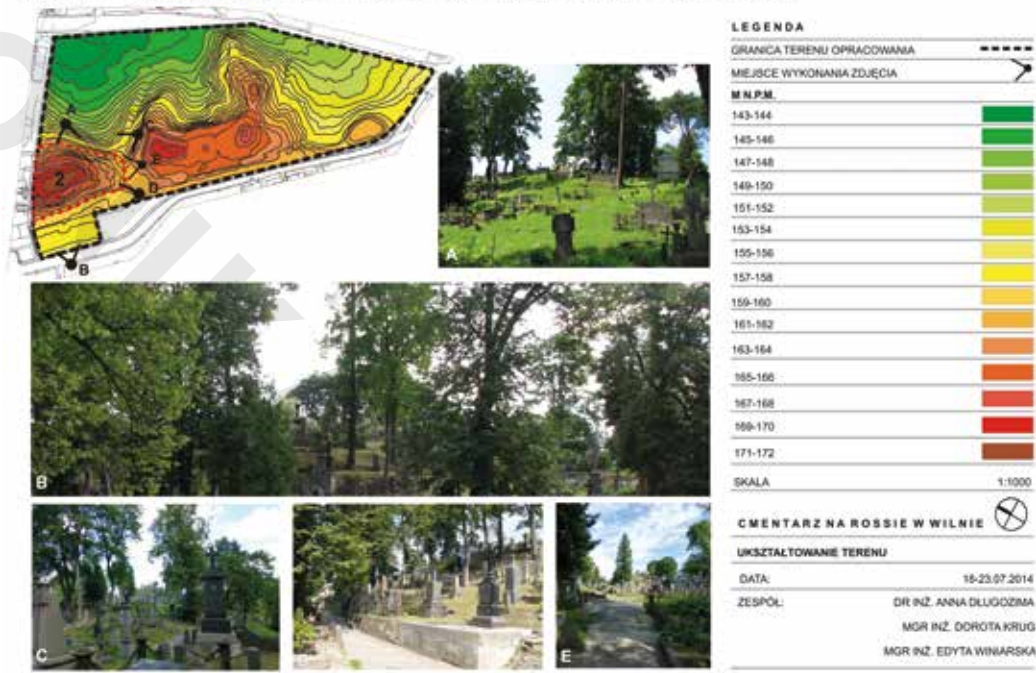 A
C
E
2
D
B
A
B
C
E
LEGENDA
GRANICA TERENU OPRACOWANIA
MIEJSCE WYKONANIA ZDJĘCIA
M N.P.M.
143-144
145-146
147-148
149-150
151-152
153-154
155-156
157-158
159-160
161-162
163-164
165-166
167-168
169-170
171-172
SKALA 1:1000
CMENTARZ NA ROSSIE W WILNIE
UKSZTAŁTOWANIE TERENU
DATA: 18-23.07.2014
ZESPÓŁ: DR INŻ. ANNA DŁUGOZIMA
MGR INŻ. DOROTA KRUG
MGR INŻ. EDYTA WINIARSKA